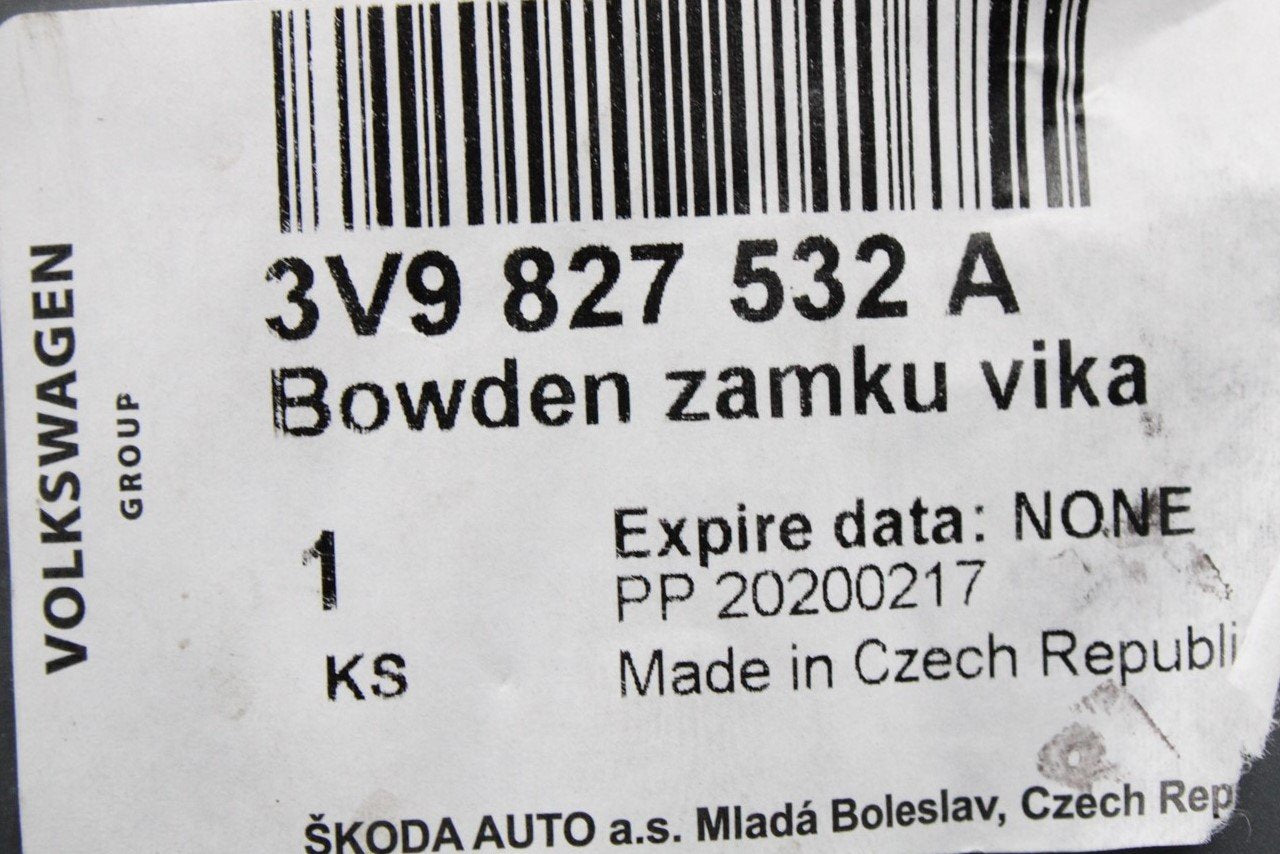 VOLKSWAGEN
GROUP
3V9 827 532 A
Bowden zamku vika
1
KS
Expire data: NONE
PP 20200217
Made in Czech Republi
ŠKODA AUTO a.s. Mladá Boleslav, Czech Rep